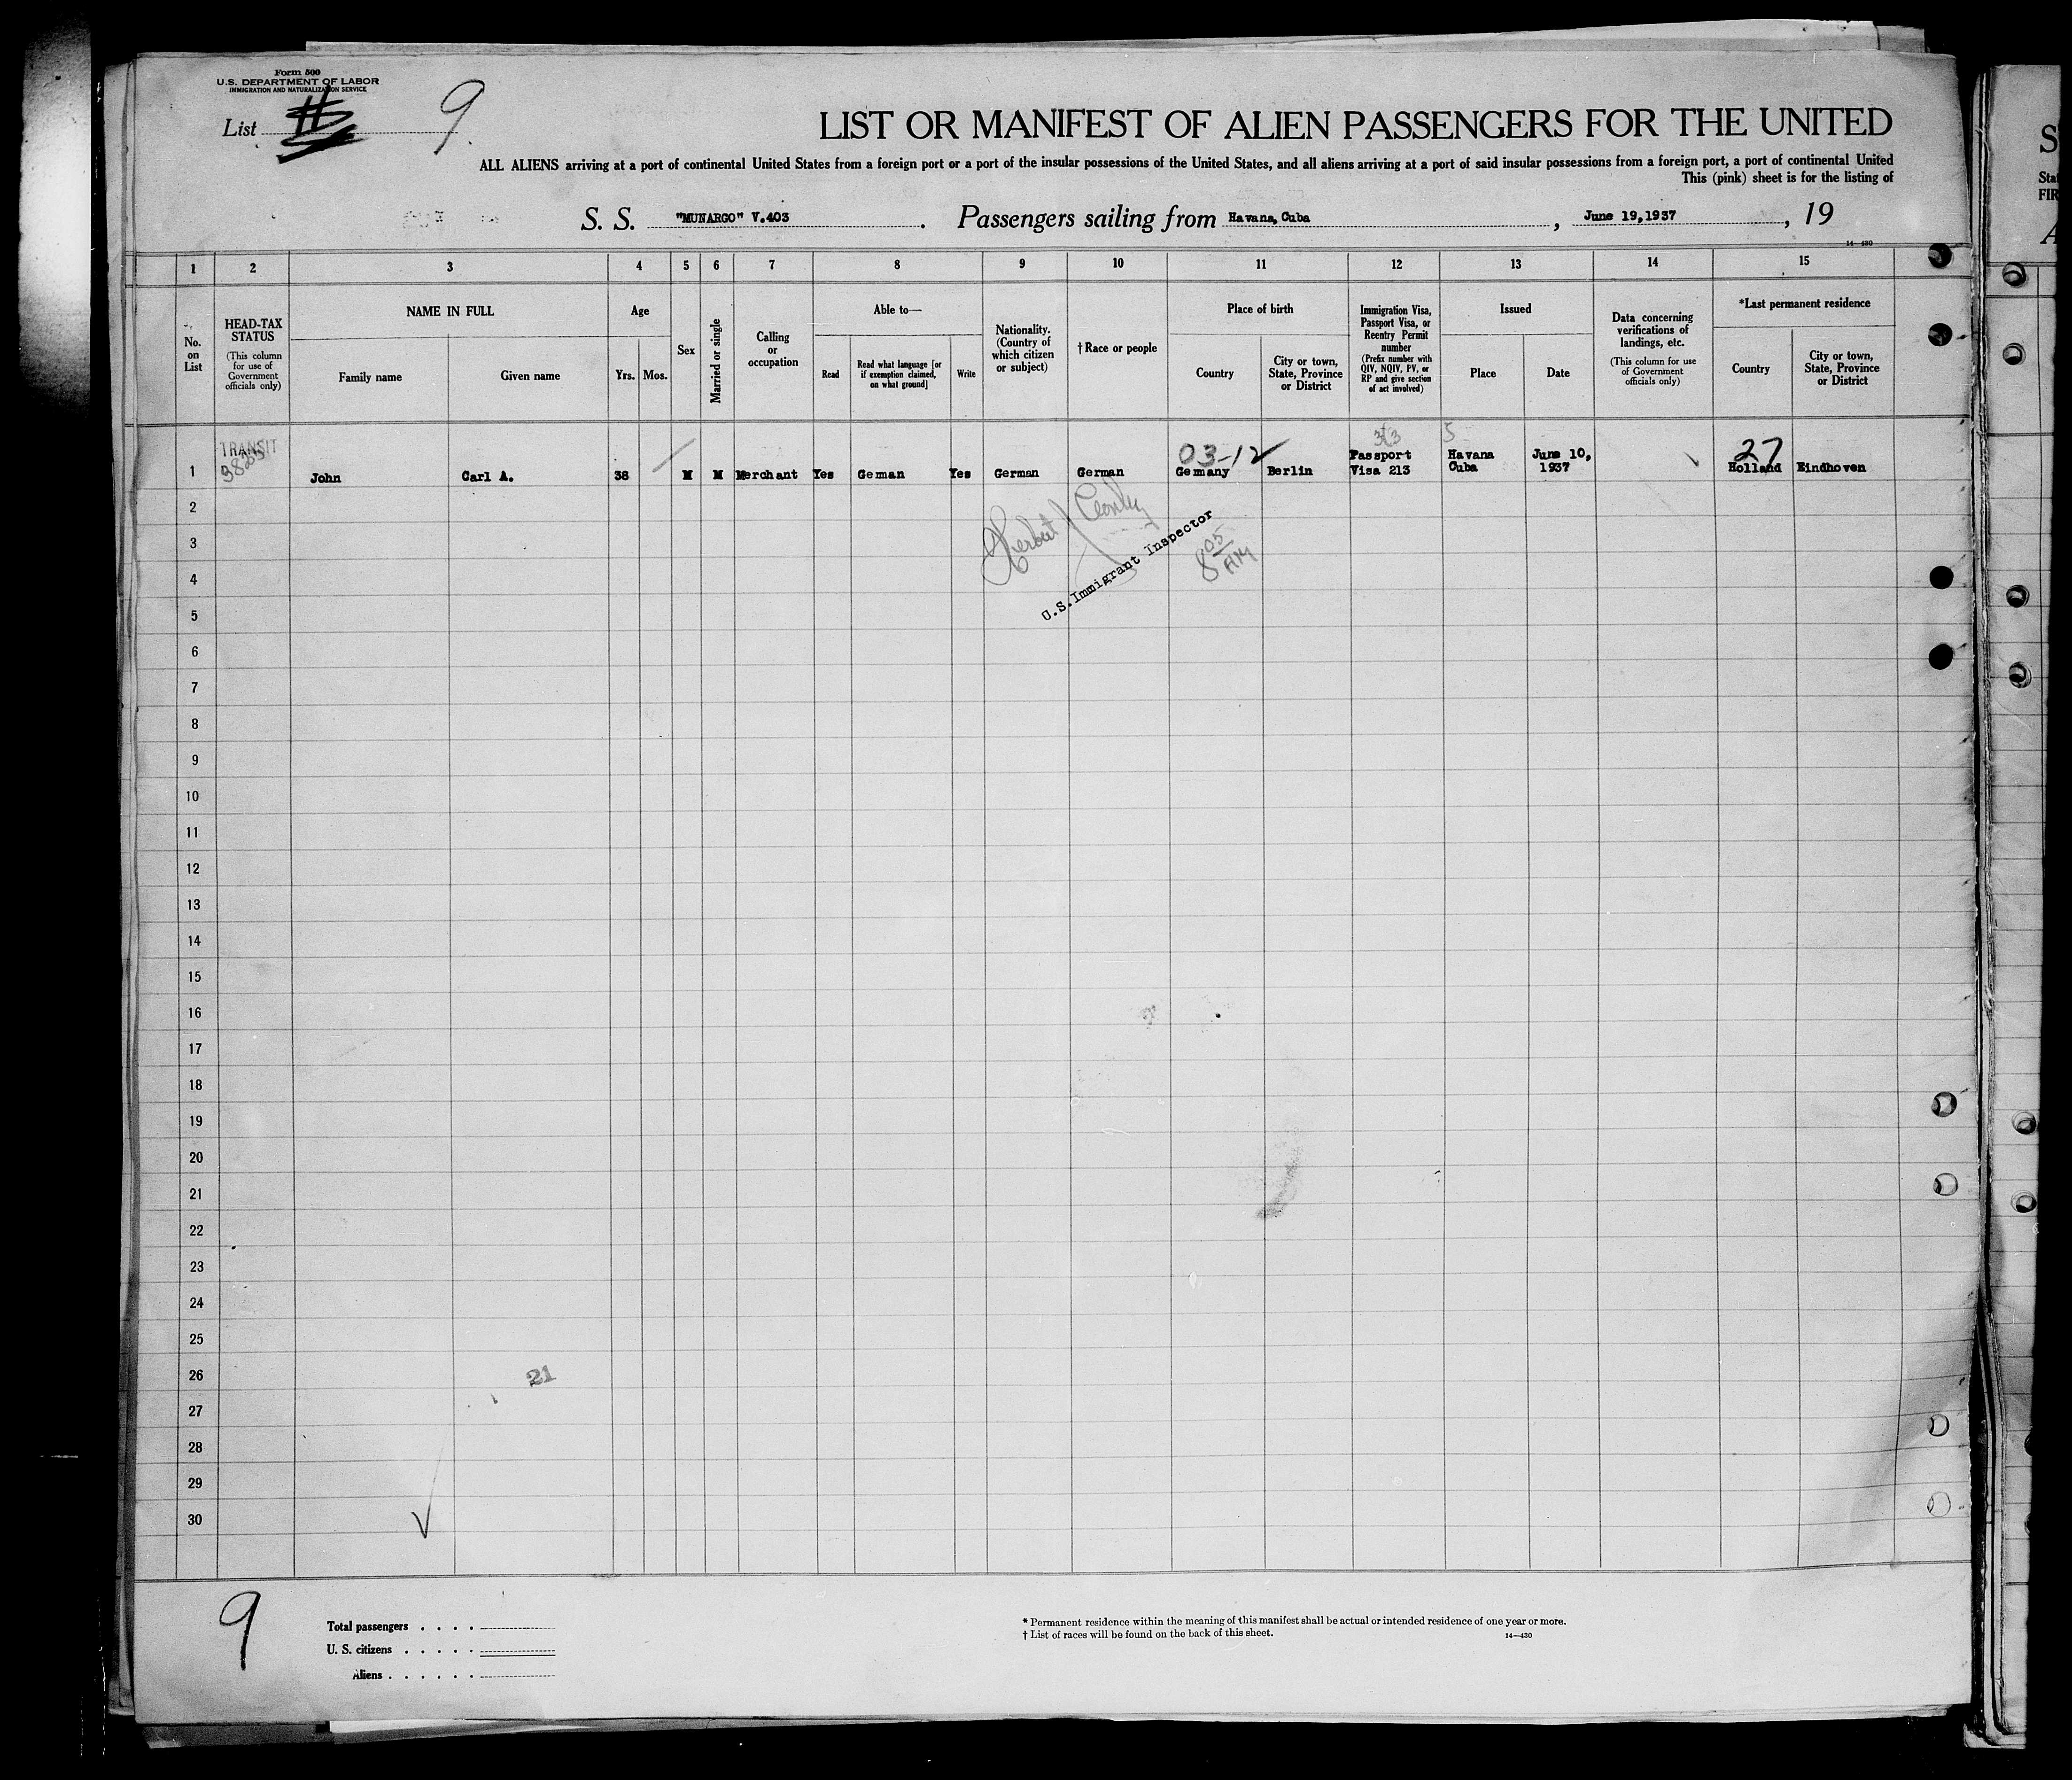 Form 500
U.S. DEPARTMENT OF LABOR
IMMIGRATION AND NATURALIZATION SERVICE
List 9
LIST OR MANIFEST OF ALIEN PASSENGERS FOR THE UNITED
ALL ALIENS arriving at a port of continental United States from a foreign port or a port of the insular possessions of the United States, and all aliens arriving at a port of said insular possessions from a foreign port, a port of continental United
This (pink) sheet is for the listing of
S. S. "MUNARGO" V.403. Passengers sailing from Havana, Cuba, June 19, 1937, 19
14-430
1 2 3 4 5 6 7 8 9 10 11 12 13 14 15
No. on List
HEAD-TAX STATUS
(This column for use of Government officials only)
NAME IN FULL
Family name
Given name
Age
Yrs. Mos.
Sex
Married or single
Calling or occupation
Able to—
Read
Read what language [or if exemption claimed, on what ground]
Write
Nationality. (Country of which citizen or subject)
† Race or people
Place of birth
Country
City or town, State, Province or District
Immigration Visa, Passport Visa, or Reentry Permit number
(Prefix number with QIV, NQIV, PV, or RP and give section of act involved)
Issued
Place
Date
Data concerning verifications of landings, etc.
(This column for use of Government officials only)
*Last permanent residence
Country
City or town, State, Province or District
TRANSIT 03-12 3(3 5 27
1 John Carl A. 38 M M Merchant Yes German Yes German German Germany Berlin Passport Visa 213 Havana Cuba June 10, 1937 Holland Eindhoven
2
3
Herbert
U.S. Immigrant Inspector
8 05 AM
4
5
6
7
8
9
10
11
12
13
14
15
16
17
18
19
20
21
22
23
24
25
26
21
27
28
29
30
9
Total passengers
U. S. citizens
Aliens
* Permanent residence within the meaning of this manifest shall be actual or intended residence of one year or more.
† List of races will be found on the back of this sheet.
14—430
S
Stat
FIR
A